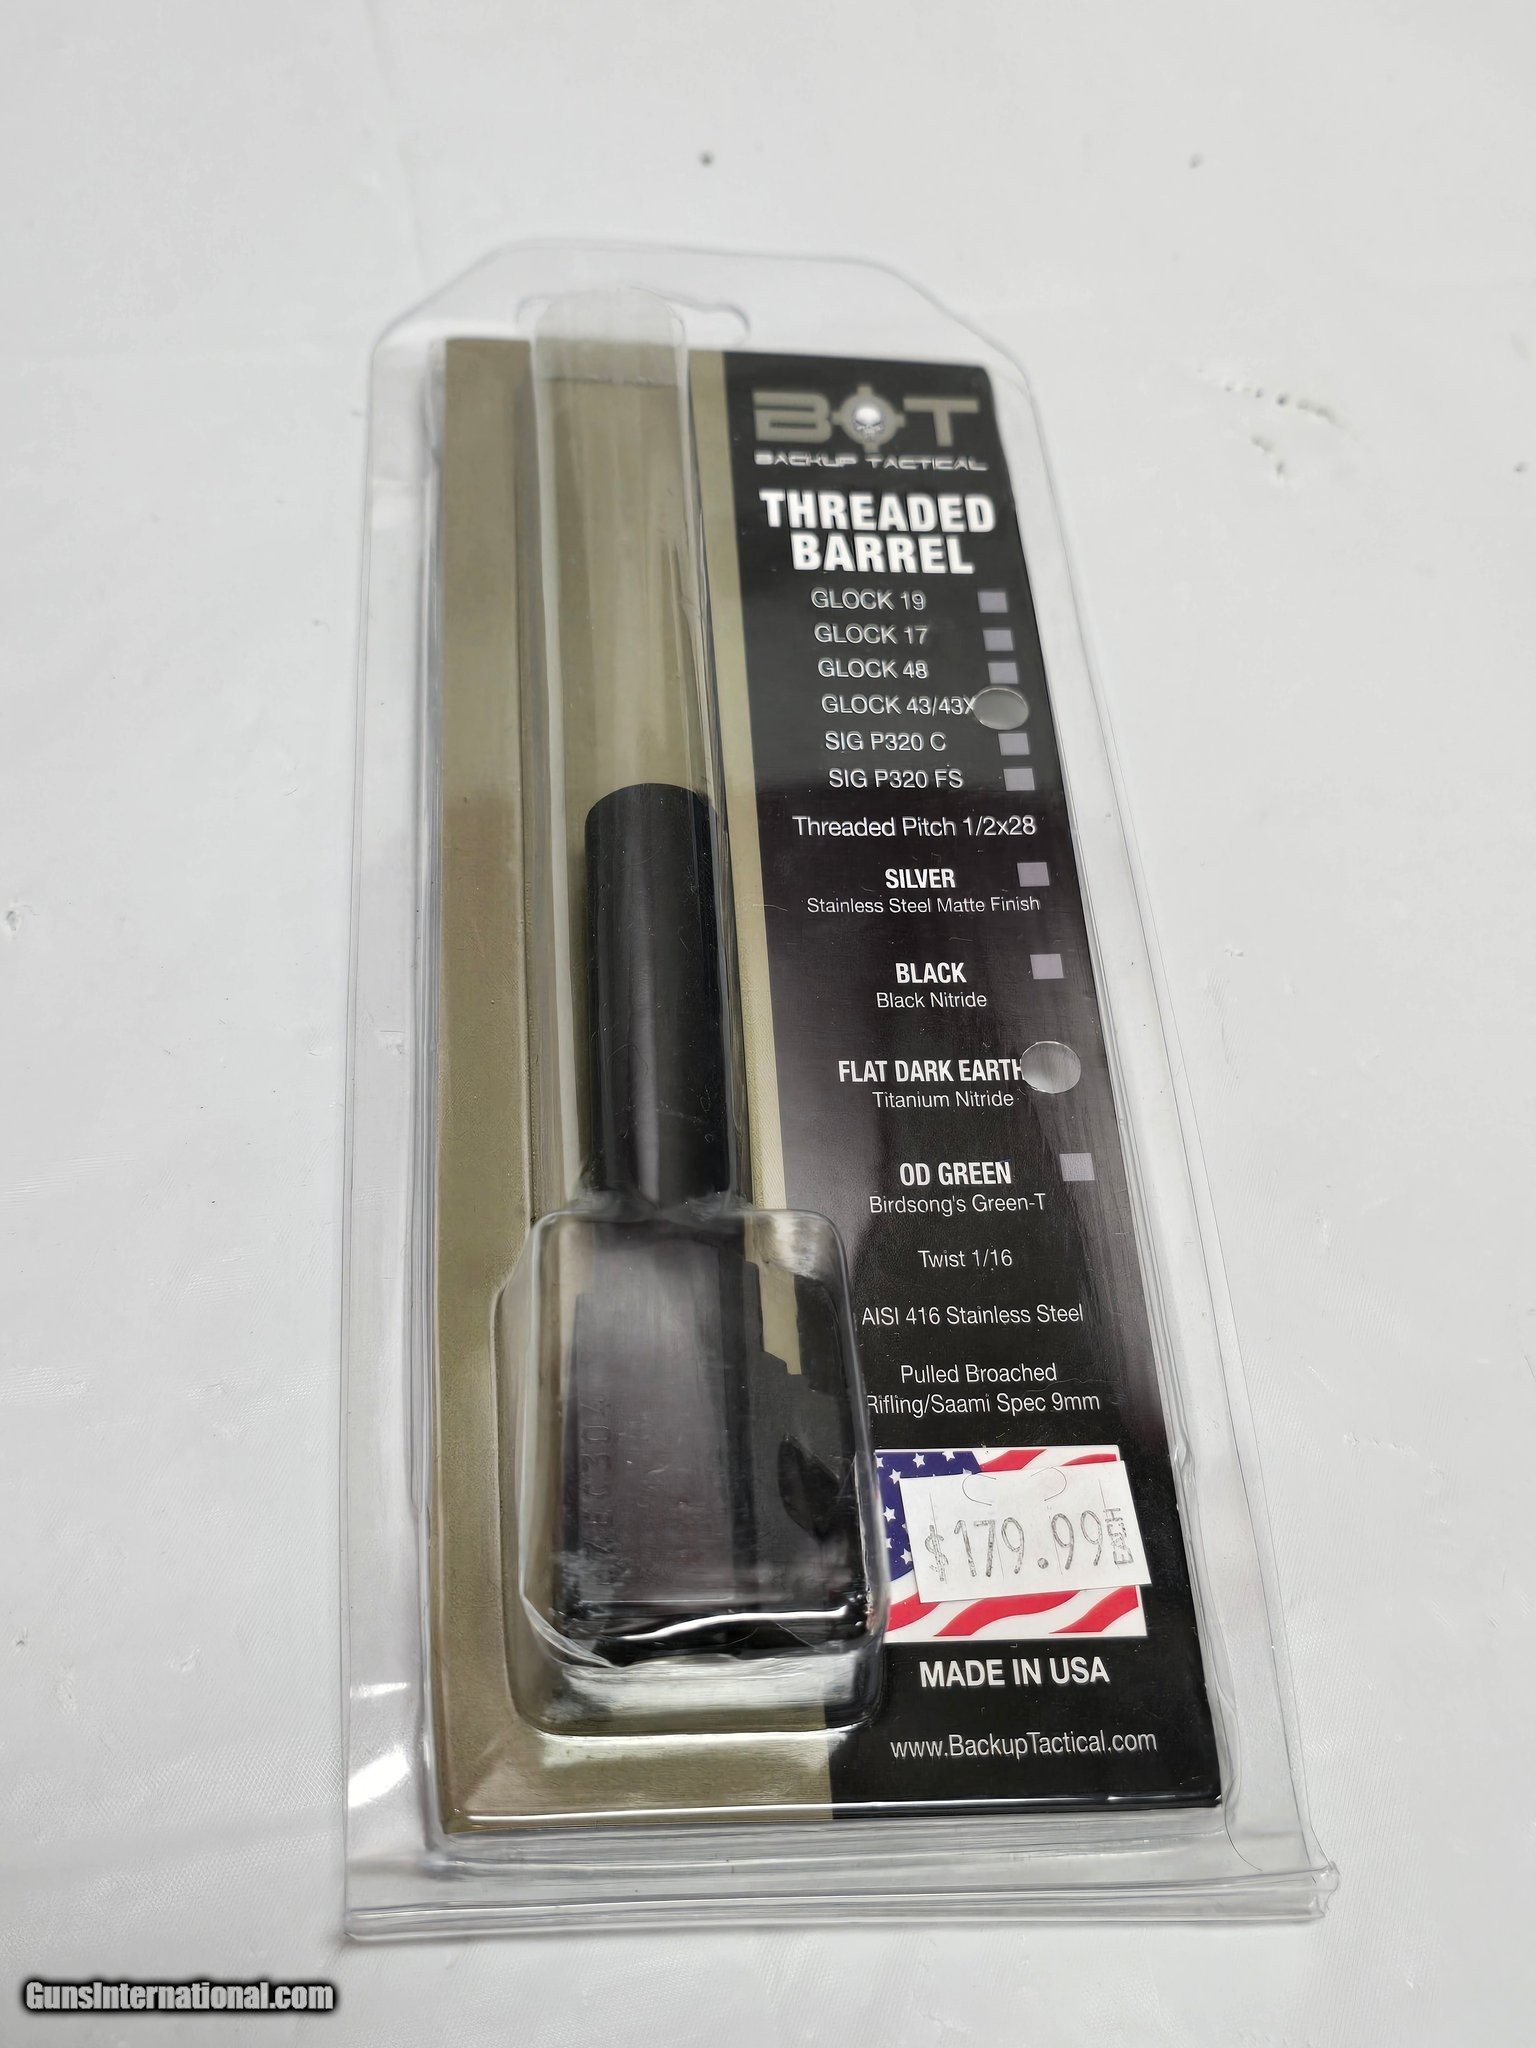 BOT
BACKUP TACTICAL
THREADED
BARREL
GLOCK 19
GLOCK 17
GLOCK 48
GLOCK 43/43X
SIG P320 C
SIG P320 FS
Threaded Pitch 1/2x28
SILVER
Stainless Steel Matte Finish
BLACK
Black Nitride
FLAT DARK EARTH
Titanium Nitride
OD GREEN
Birdsong's Green-T
Twist 1/16
AISI 416 Stainless Steel
Pulled Broached
Rifling/Saami Spec 9mm
$179.99 EACH
MADE IN USA
www.BackupTactical.com
GunsInternational.com